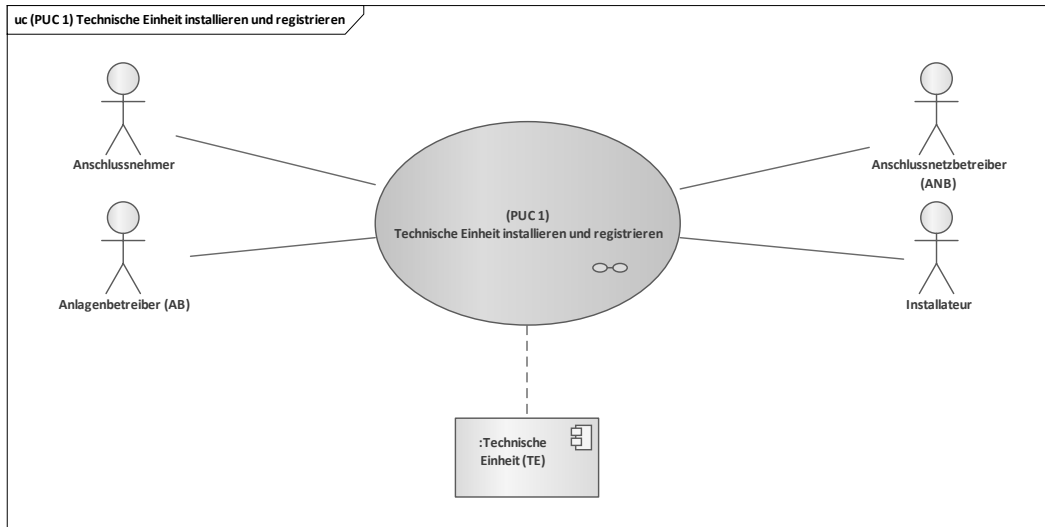 uc (PUC 1) Technische Einheit installieren und registrieren
Anschlussnehmer
Anschlussnetzbetreiber
(ANB)
(PUC 1)
Technische Einheit installieren und registrieren
Anlagenbetreiber (AB)
Installateur
:Technische
Einheit (TE)